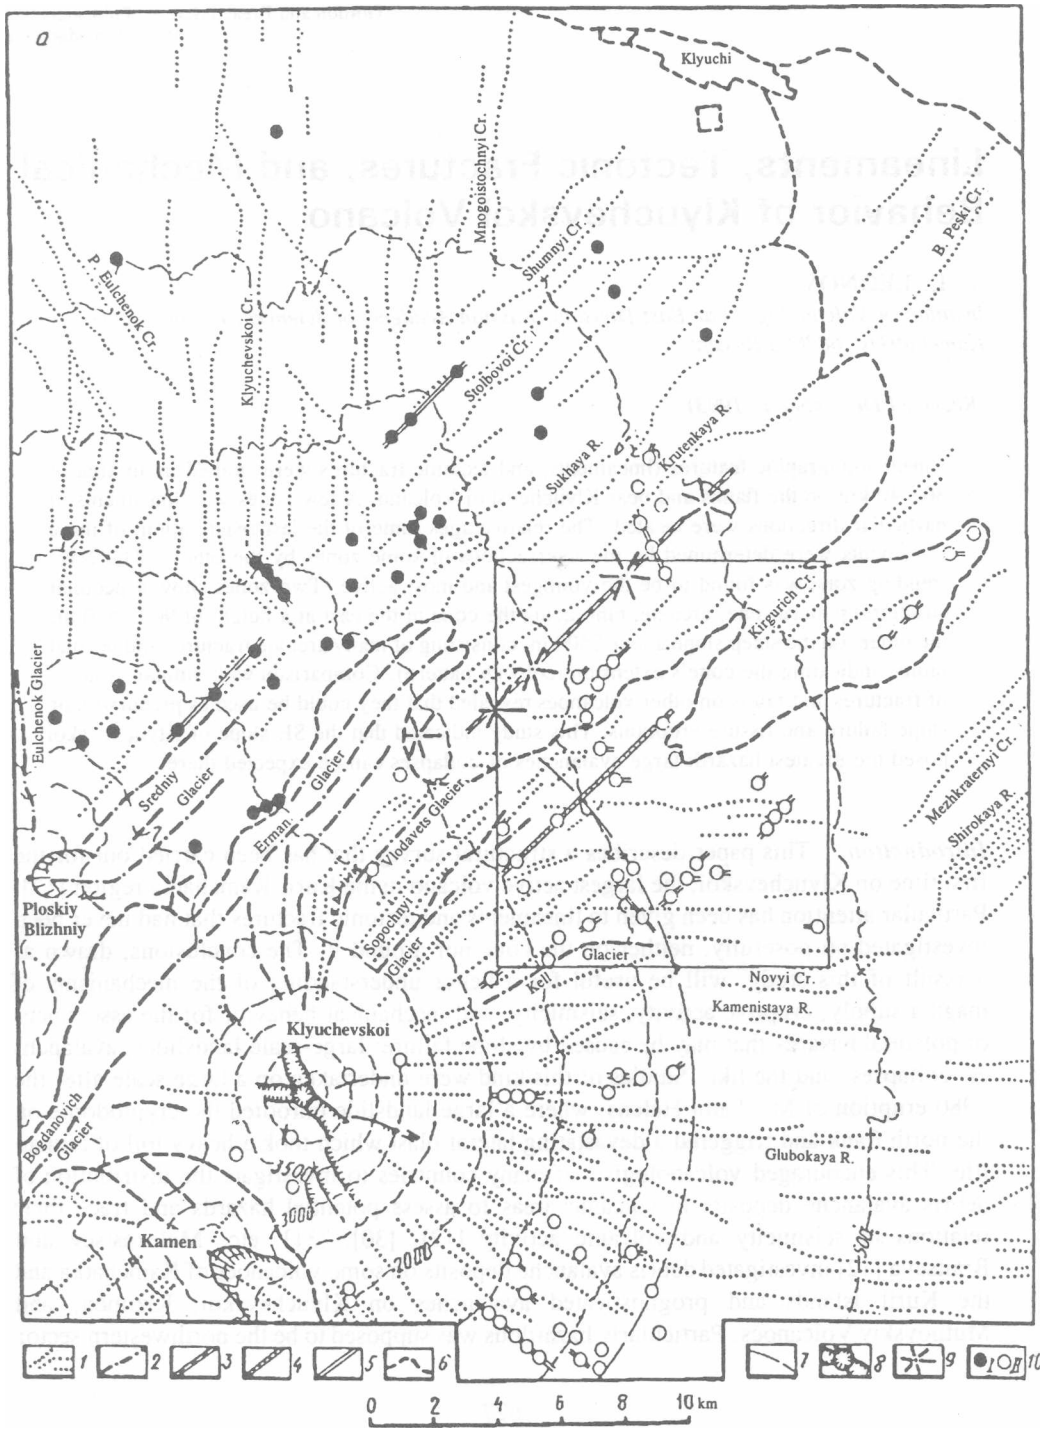 a
Klyuchi
Mnogoistochnyi Cr.
Shumnyi Cr.
B. Peski Cr.
P. Eulchenok Cr.
Klyuchevskoi Cr.
Stolbovoi Cr.
Sukhaya R.
Krutenkaya R.
Kirgurich Cr.
Eulchenok Glacier
Sredniy
Glacier
Erman
Glacier
Vlodavets Glacier
Sopochnyi
Glacier
Mezhkraternyi Cr.
Shirokaya R.
Ploskiy
Blizhniy
Kell
Glacier
Novyi Cr.
Kamenistaya R.
Klyuchevskoi
Bogdanovich
Glacier
Glubokaya R.
3500
3000
2000
500
Kamen
1
2
3
4
5
6
7
8
9
I
II
10
0
2
4
6
8
10 km